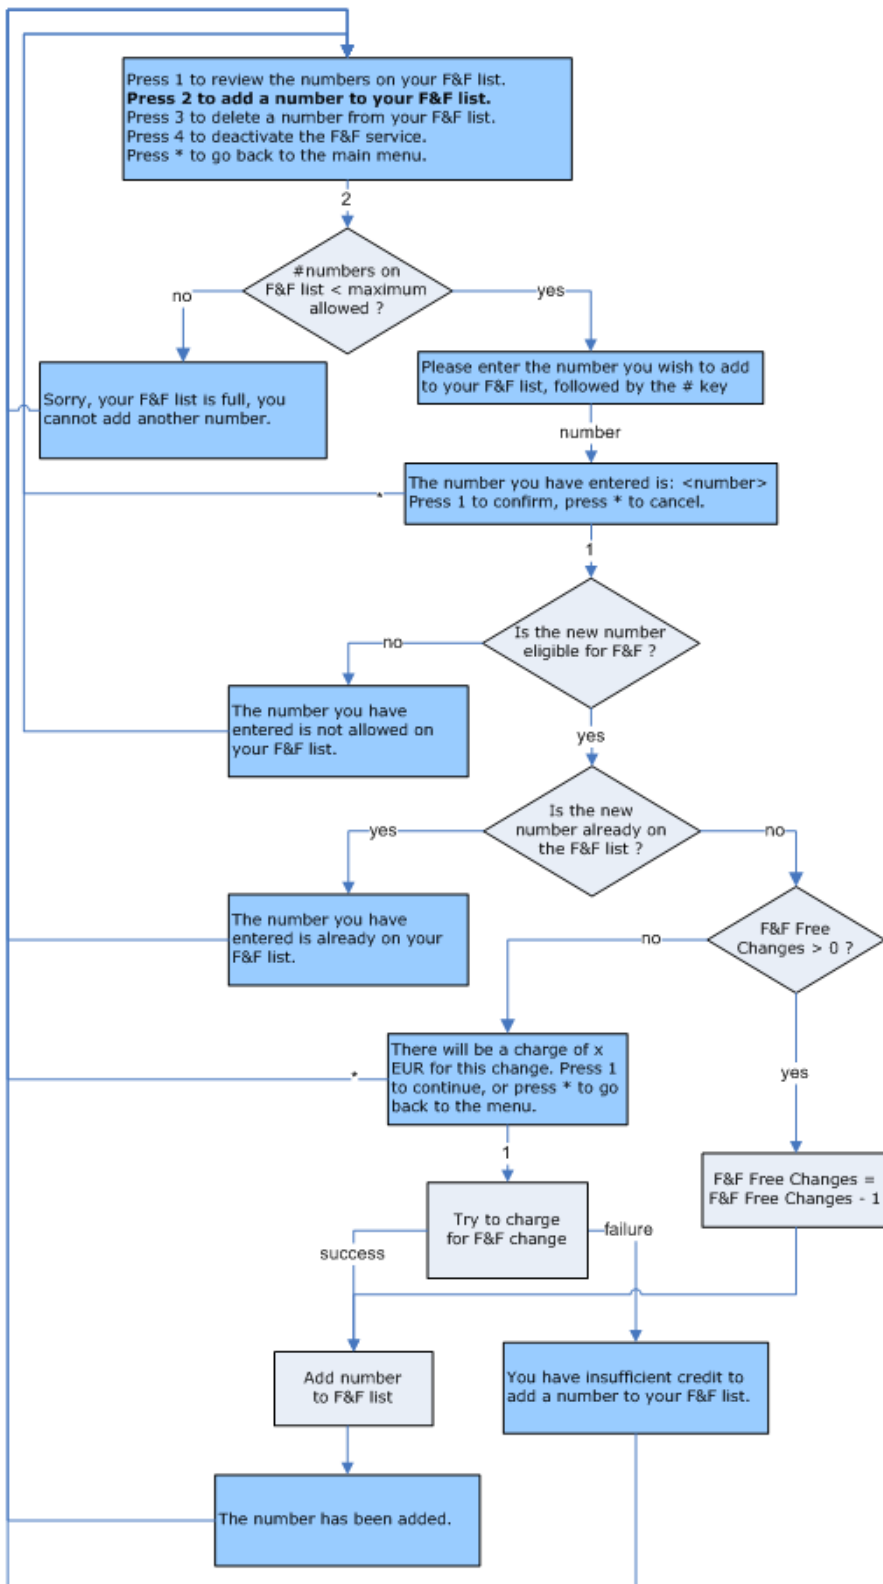 Press 1 to review the numbers on your F&F list.
Press 2 to add a number to your F&F list.
Press 3 to delete a number from your F&F list.
Press 4 to deactivate the F&F service.
Press * to go back to the main menu.
2
#numbers on
F&F list < maximum
allowed ?
no
yes
Sorry, your F&F list is full, you
cannot add another number.
Please enter the number you wish to add
to your F&F list, followed by the # key
number
The number you have entered is: <number>
Press 1 to confirm, press * to cancel.
*
1
Is the new number
eligible for F&F ?
no
The number you have
entered is not allowed on
your F&F list.
yes
Is the new
number already on
the F&F list ?
yes
no
The number you have
entered is already on your
F&F list.
F&F Free
Changes > 0 ?
no
There will be a charge of x
EUR for this change. Press 1
to continue, or press * to go
back to the menu.
*
yes
1
F&F Free Changes =
F&F Free Changes - 1
Try to charge
for F&F change
success
failure
Add number
to F&F list
You have insufficient credit to
add a number to your F&F list.
The number has been added.